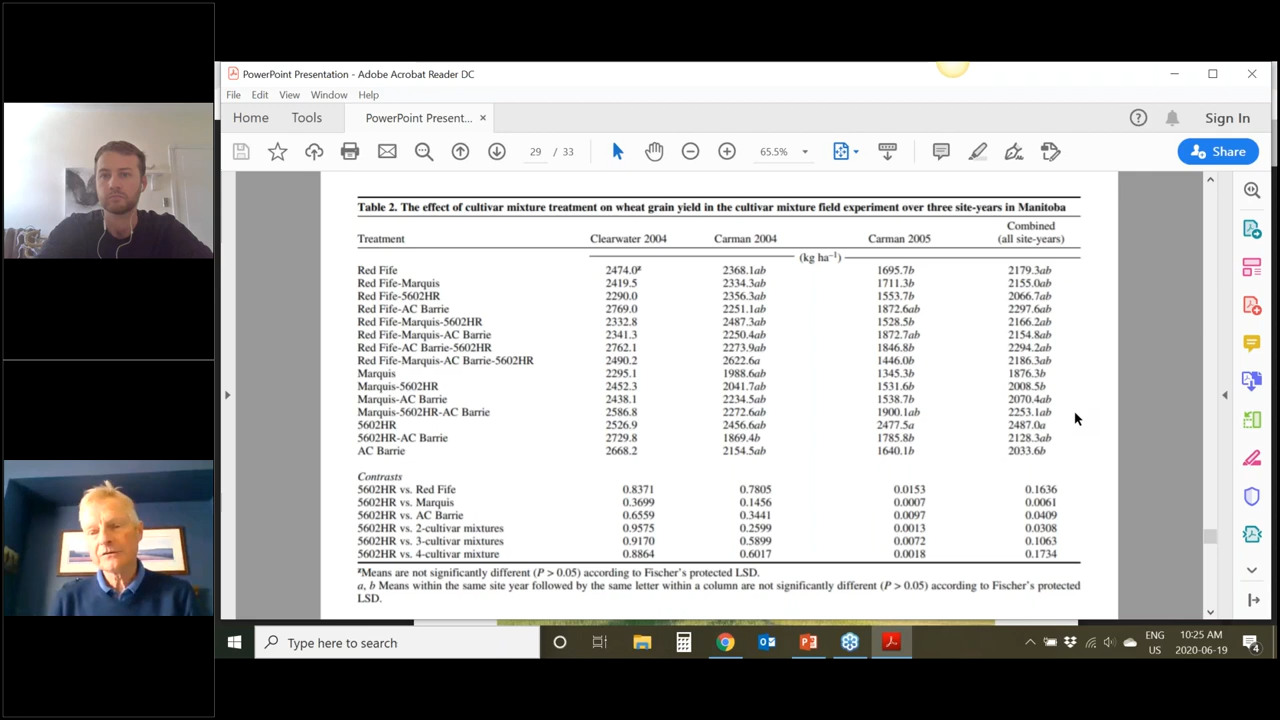 PowerPoint Presentation - Adobe Acrobat Reader DC
File Edit View Window Help
Home Tools PowerPoint Present... × Sign In
29 / 33 65.5% Share
Table 2. The effect of cultivar mixture treatment on wheat grain yield in the cultivar mixture field experiment over three site-years in Manitoba
Combined
Treatment Clearwater 2004 Carman 2004 Carman 2005 (all site-years)
(kg ha⁻¹)
Red Fife 2474.0ᶻ 2368.1ab 1695.7b 2179.3ab
Red Fife-Marquis 2419.5 2334.3ab 1711.3b 2155.0ab
Red Fife-5602HR 2290.0 2356.3ab 1553.7b 2066.7ab
Red Fife-AC Barrie 2769.0 2251.1ab 1872.6ab 2297.6ab
Red Fife-Marquis-5602HR 2332.8 2487.3ab 1528.5b 2166.2ab
Red Fife-Marquis-AC Barrie 2341.3 2250.4ab 1872.7ab 2154.8ab
Red Fife-AC Barrie-5602HR 2762.1 2273.9ab 1846.8b 2294.2ab
Red Fife-Marquis-AC Barrie-5602HR 2490.2 2622.6a 1446.0b 2186.3ab
Marquis 2295.1 1988.6ab 1345.3b 1876.3b
Marquis-5602HR 2452.3 2041.7ab 1531.6b 2008.5b
Marquis-AC Barrie 2438.1 2234.5ab 1538.7b 2070.4ab
Marquis-5602HR-AC Barrie 2586.8 2272.6ab 1900.1ab 2253.1ab
5602HR 2526.9 2456.6ab 2477.5a 2487.0a
5602HR-AC Barrie 2729.8 1869.4b 1785.8b 2128.3ab
AC Barrie 2668.2 2154.5ab 1640.1b 2033.6b
Contrasts
5602HR vs. Red Fife 0.8371 0.7805 0.0153 0.1636
5602HR vs. Marquis 0.3699 0.1456 0.0007 0.0061
5602HR vs. AC Barrie 0.6559 0.3441 0.0097 0.0409
5602HR vs. 2-cultivar mixtures 0.9575 0.2599 0.0013 0.0308
5602HR vs. 3-cultivar mixtures 0.9170 0.5899 0.0072 0.1063
5602HR vs. 4-cultivar mixture 0.8864 0.6017 0.0018 0.1734
ᶻMeans are not significantly different (P > 0.05) according to Fischer's protected LSD.
a, b Means within the same site year followed by the same letter within a column are not significantly different (P > 0.05) according to Fischer's protected
LSD.
Type here to search
ENG 10:25 AM
US 2020-06-19 4